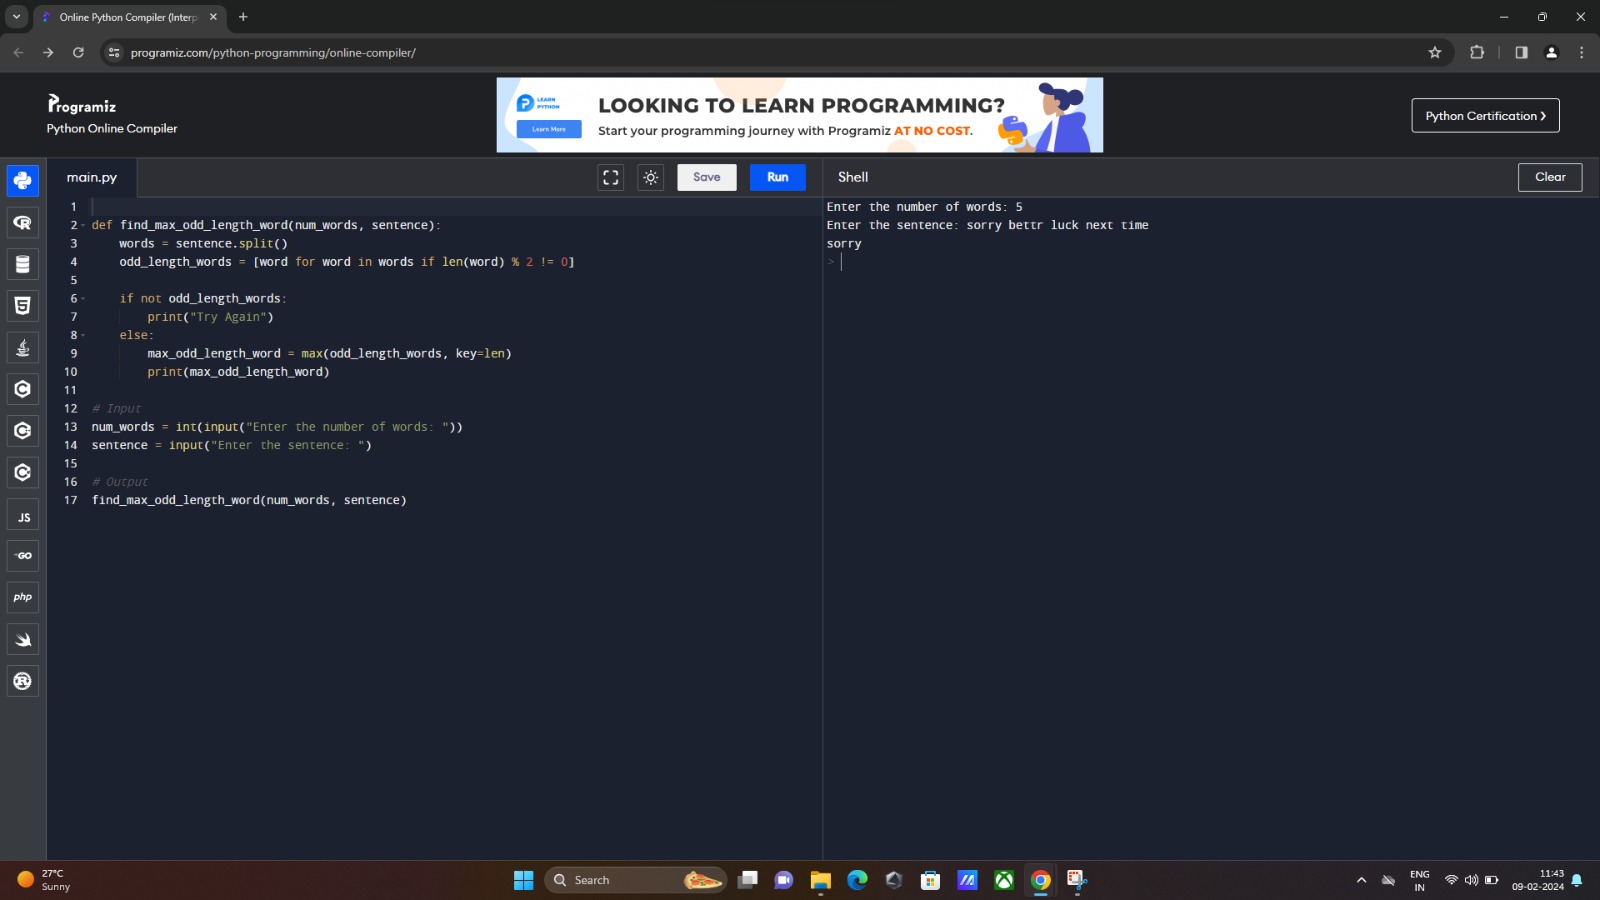 Online Python Compiler (Interp
programiz.com/python-programming/online-compiler/
Programiz
Python Online Compiler
LEARN PYTHON
Learn More
LOOKING TO LEARN PROGRAMMING?
Start your programming journey with Programiz AT NO COST.
Python Certification >
main.py
Save
Run
Shell
Clear
1
2 def find_max_odd_length_word(num_words, sentence):
3 words = sentence.split()
4 odd_length_words = [word for word in words if len(word) % 2 != 0]
5
6 if not odd_length_words:
7 print("Try Again")
8 else:
9 max_odd_length_word = max(odd_length_words, key=len)
10 print(max_odd_length_word)
11
12 # Input
13 num_words = int(input("Enter the number of words: "))
14 sentence = input("Enter the sentence: ")
15
16 # Output
17 find_max_odd_length_word(num_words, sentence)
Enter the number of words: 5
Enter the sentence: sorry bettr luck next time
sorry
>
R
5
C
C
C
JS
GO
php
R
27°C
Sunny
Search
ENG
IN
11:43
09-02-2024